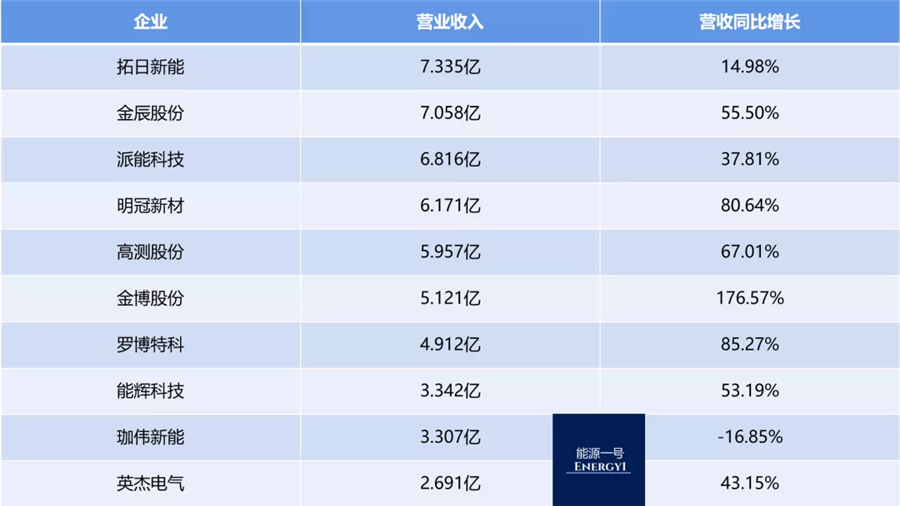 企业 营业收入 营收同比增长
拓日新能 7.335亿 14.98%
金辰股份 7.058亿 55.50%
派能科技 6.816亿 37.81%
明冠新材 6.171亿 80.64%
高测股份 5.957亿 67.01%
金博股份 5.121亿 176.57%
罗博特科 4.912亿 85.27%
能辉科技 3.342亿 53.19%
珈伟新能 3.307亿 -16.85%
英杰电气 2.691亿 43.15%
能源一号
ENERGY1